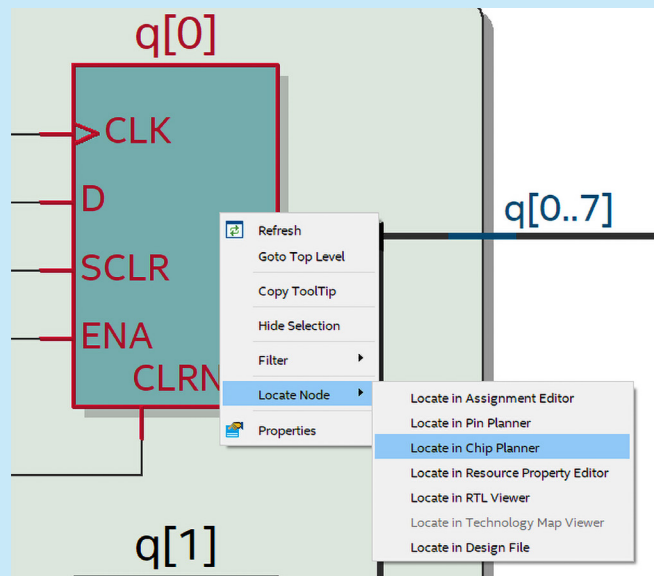 q[0]
CLK
D
SCLR
ENA
CLRN
q[0..7]
Refresh
Goto Top Level
Copy ToolTip
Hide Selection
Filter
Locate Node
Properties
Locate in Assignment Editor
Locate in Pin Planner
Locate in Chip Planner
Locate in Resource Property Editor
Locate in RTL Viewer
Locate in Technology Map Viewer
Locate in Design File
q[1]